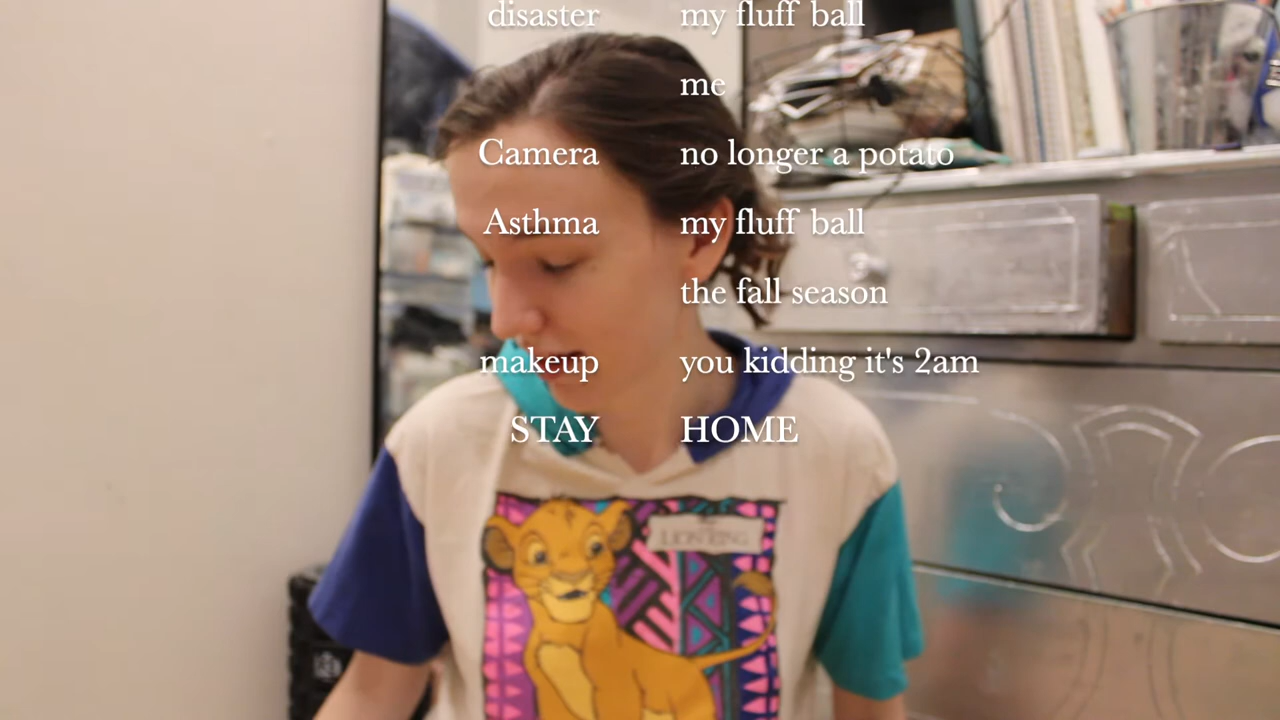 disaster my fluff ball
me
Camera no longer a potato
Asthma my fluff ball
the fall season
makeup you kidding it's 2am
STAY HOME
LION KING